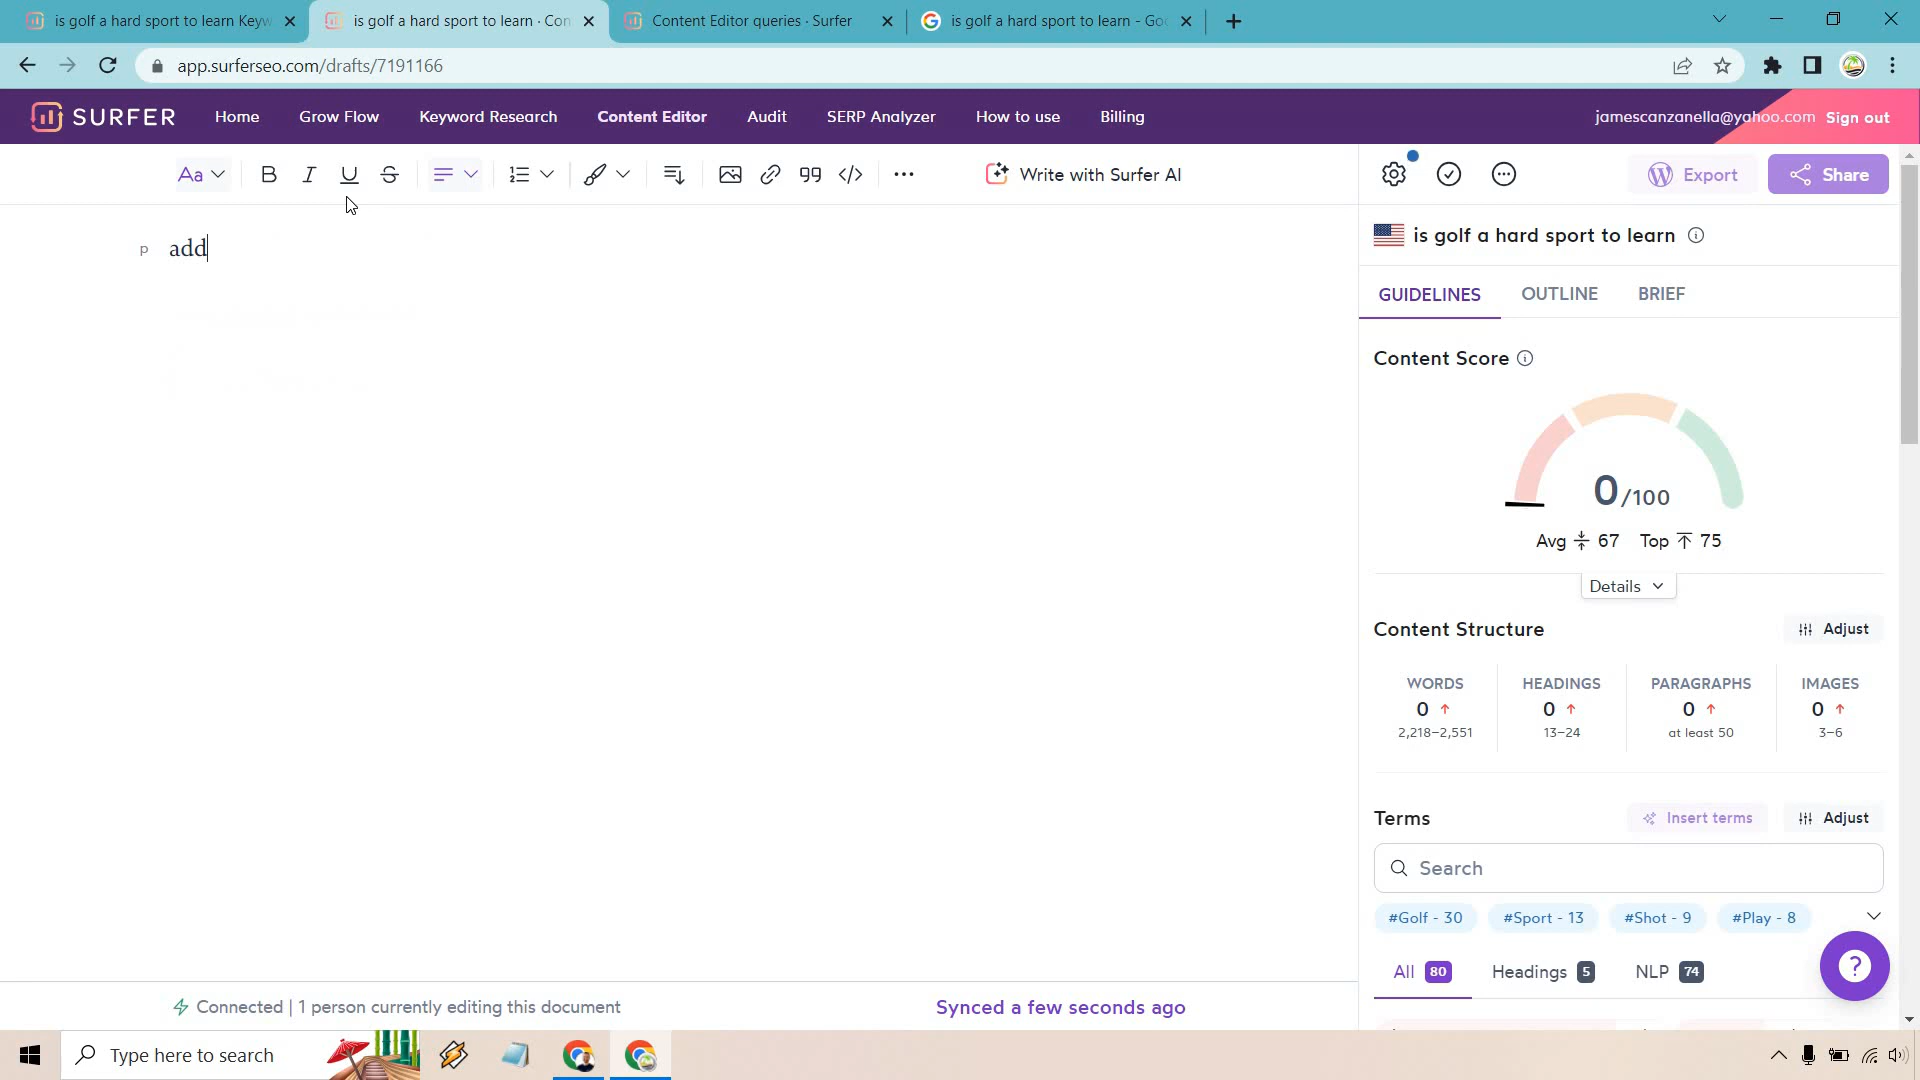 is golf a hard sport to learn Keyw
is golf a hard sport to learn · Con
Content Editor queries · Surfer
is golf a hard sport to learn - Goo
app.surferseo.com/drafts/7191166
SURFER
Home
Grow Flow
Keyword Research
Content Editor
Audit
SERP Analyzer
How to use
Billing
jamescanzanella@yahoo.com
Sign out
Aa
B
I
U
S
Write with Surfer AI
Export
Share
p add
is golf a hard sport to learn
GUIDELINES
OUTLINE
BRIEF
Content Score
0/100
Avg 67 Top 75
Details
Content Structure
Adjust
WORDS HEADINGS PARAGRAPHS IMAGES
0 0 0 0
2,218–2,551 13–24 at least 50 3–6
Terms
Insert terms
Adjust
Search
#Golf - 30 #Sport - 13 #Shot - 9 #Play - 8
All 80 Headings 5 NLP 74
?
Connected | 1 person currently editing this document
Synced a few seconds ago
Type here to search